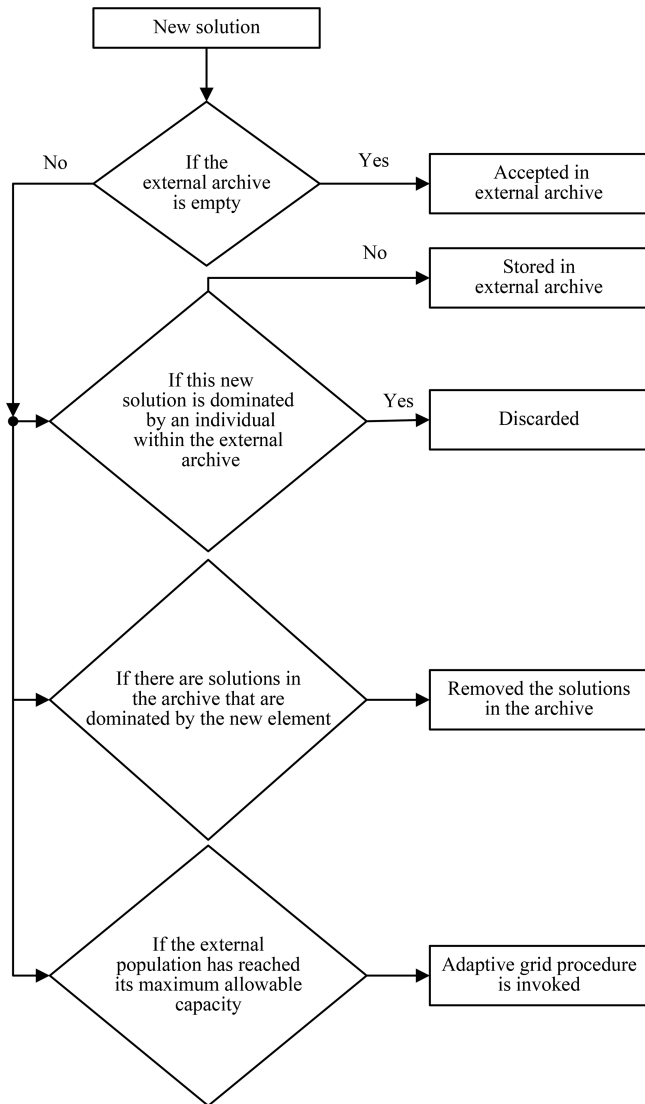 New solution
If the
external archive
is empty
No
Yes
Accepted in
external archive
No
Stored in
external archive
If this new
solution is dominated
by an individual
within the external
archive
Yes
Discarded
If there are solutions in
the archive that are
dominated by the new element
Removed the solutions
in the archive
If the external
population has reached
its maximum allowable
capacity
Adaptive grid procedure
is invoked